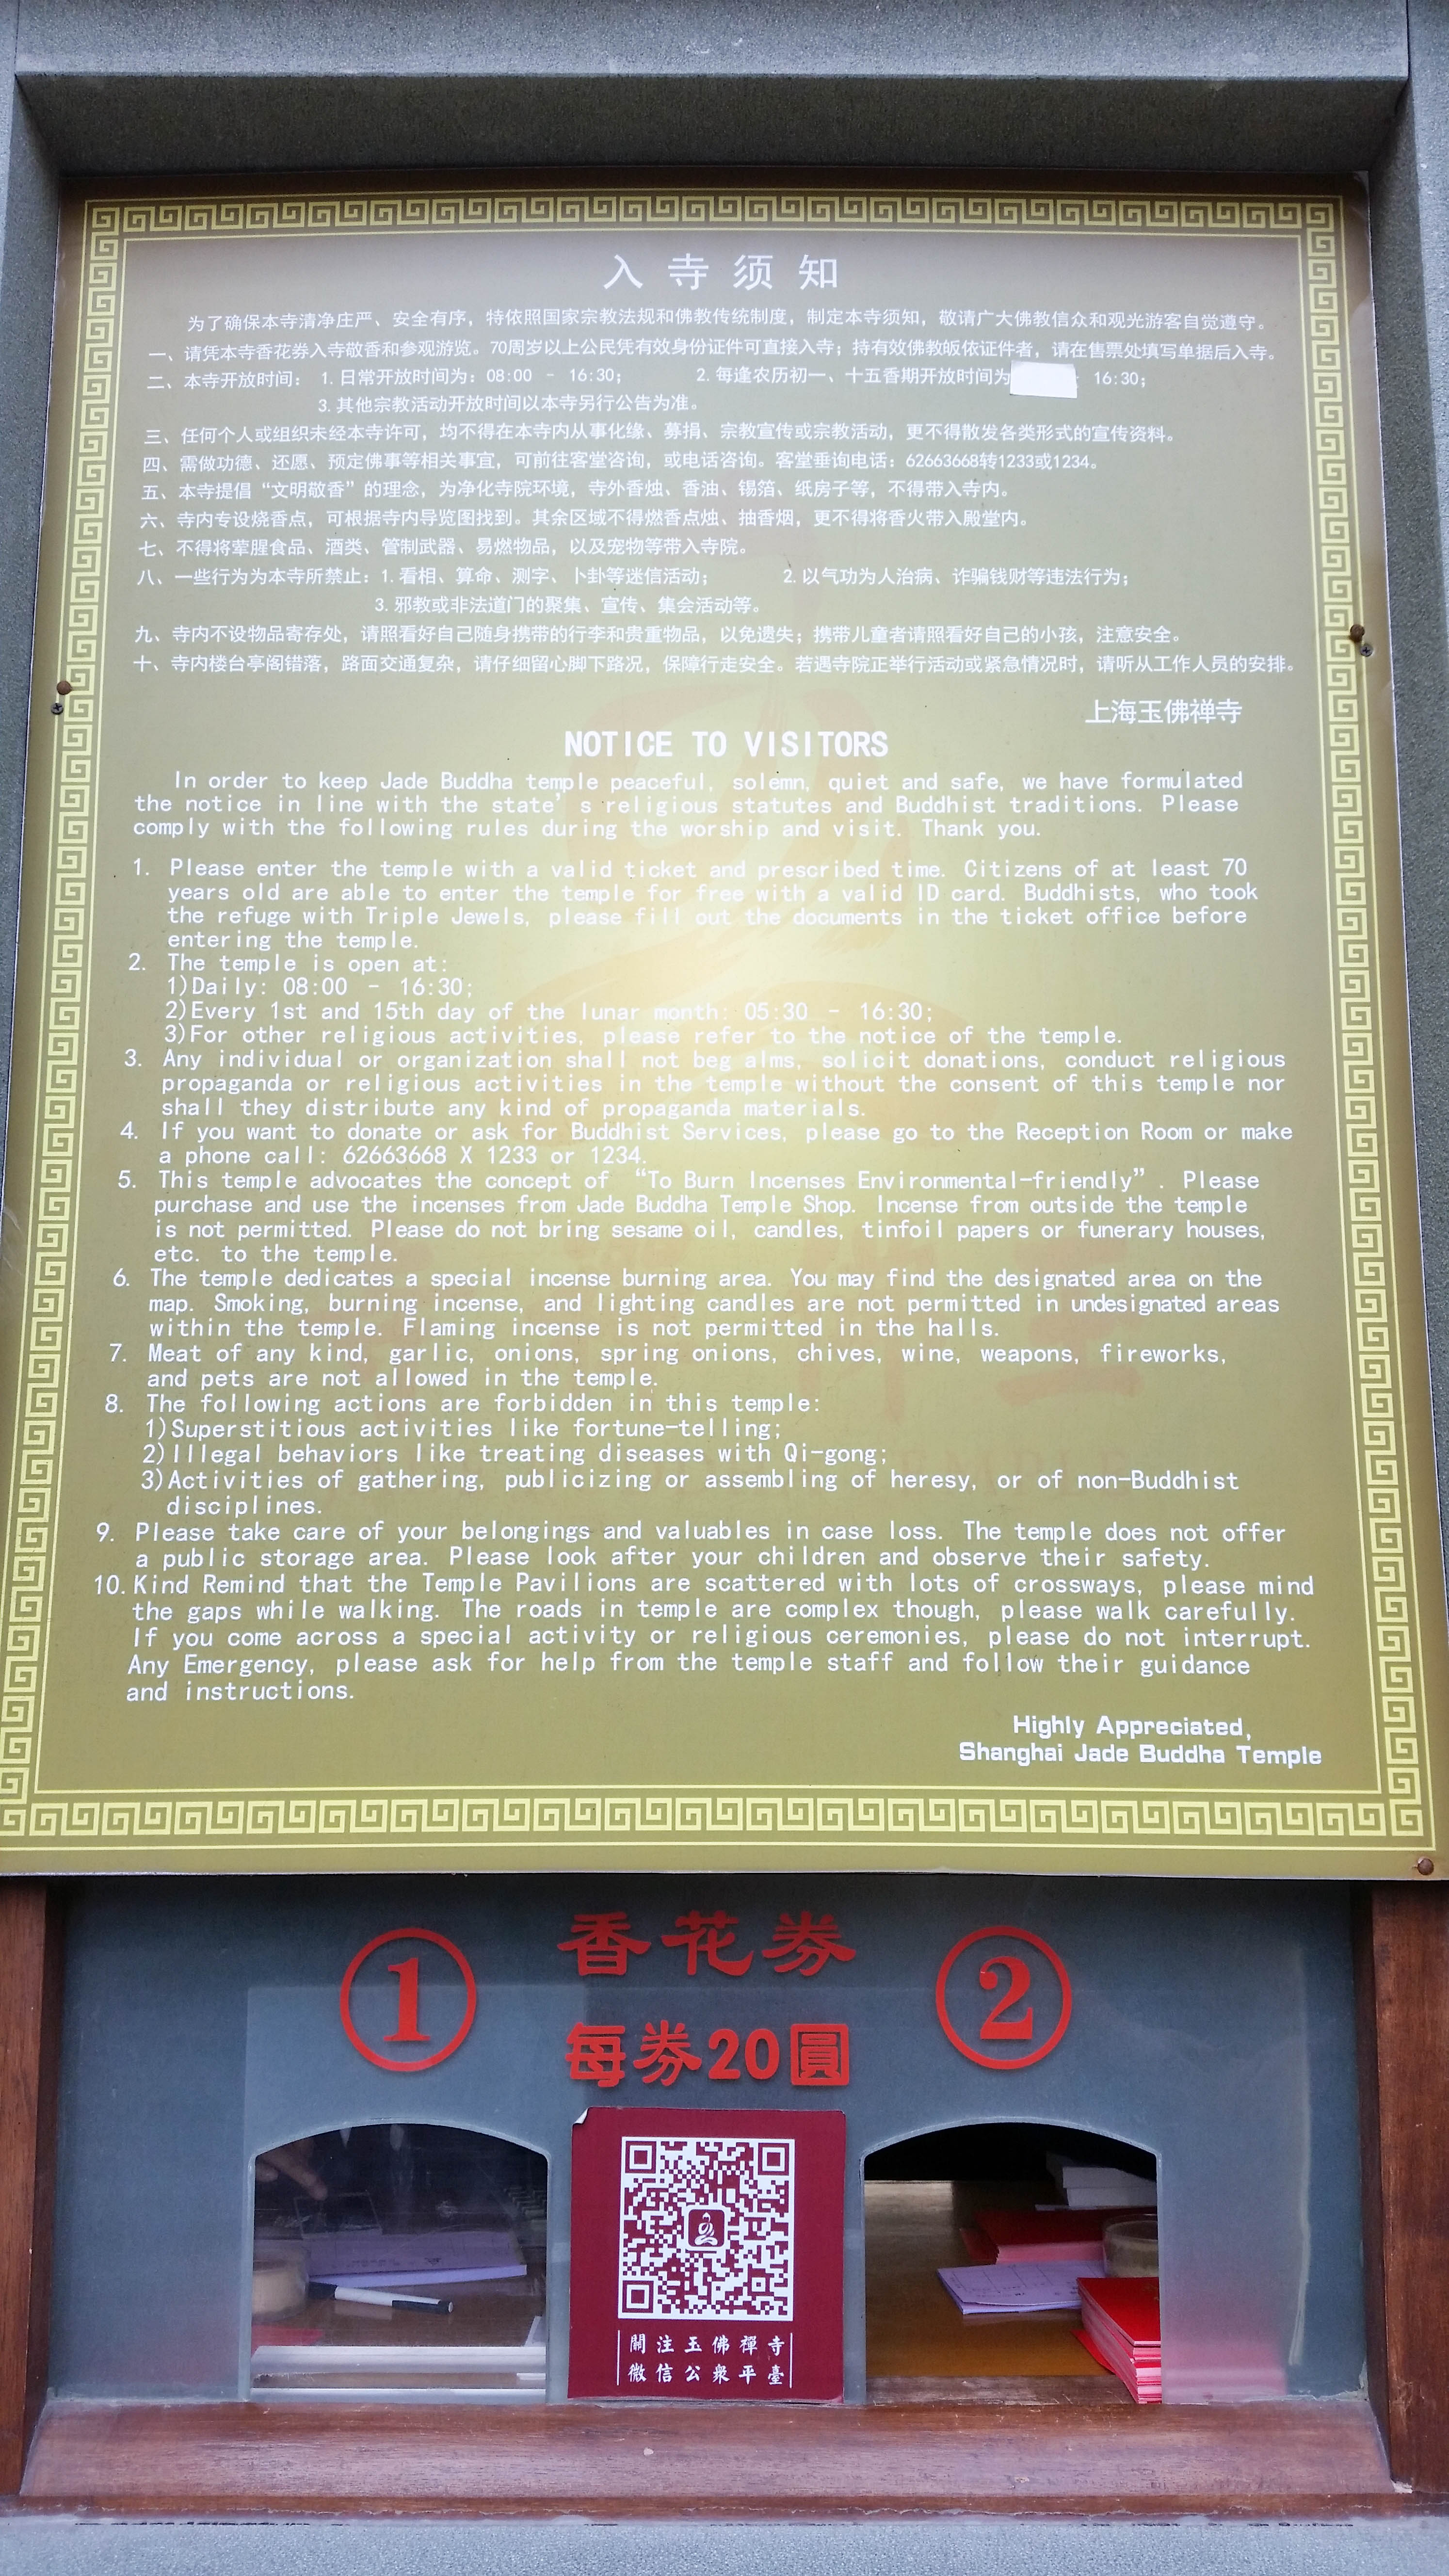 入寺须知
为了确保本寺清净庄严、安全有序，特依照国家宗教法规和佛教传统制度，制定本寺须知，敬请广大佛教信众和观光游客自觉遵守。
一、请凭本寺香花券入寺敬香和参观游览。70周岁以上公民凭有效身份证件可直接入寺；持有效佛教皈依证件者，请在售票处填写单据后入寺。
二、本寺开放时间：1.日常开放时间为：08:00 - 16:30； 2.每逢农历初一、十五香期开放时间为 16:30；
3.其他宗教活动开放时间以本寺另行公告为准。
三、任何个人或组织未经本寺许可，均不得在本寺内从事化缘、募捐、宗教宣传或宗教活动，更不得散发各类形式的宣传资料。
四、需做功德、还愿、预定佛事等相关事宜，可前往客堂咨询，或电话咨询。客堂垂询电话：62663668转1233或1234。
五、本寺提倡“文明敬香”的理念，为净化寺院环境，寺外香烛、香油、锡箔、纸房子等，不得带入寺内。
六、寺内专设烧香点，可根据寺内导览图找到。其余区域不得燃香点烛、抽香烟，更不得将香火带入殿堂内。
七、不得将荤腥食品、酒类、管制武器、易燃物品，以及宠物等带入寺院。
八、一些行为为本寺所禁止：1.看相、算命、测字、卜卦等迷信活动； 2.以气功为人治病、诈骗钱财等违法行为；
3.邪教或非法道门的聚集、宣传、集会活动等。
九、寺内不设物品寄存处，请照看好自己随身携带的行李和贵重物品，以免遗失；携带儿童者请照看好自己的小孩，注意安全。
十、寺内楼台亭阁错落，路面交通复杂，请仔细留心脚下路况，保障行走安全。若遇寺院正举行活动或紧急情况时，请听从工作人员的安排。
上海玉佛禅寺
NOTICE TO VISITORS
In order to keep Jade Buddha temple peaceful, solemn, quiet and safe, we have formulated
the notice in line with the state's religious statutes and Buddhist traditions. Please
comply with the following rules during the worship and visit. Thank you.
1. Please enter the temple with a valid ticket and prescribed time. Citizens of at least 70
years old are able to enter the temple for free with a valid ID card. Buddhists, who took
the refuge with Triple Jewels, please fill out the documents in the ticket office before
entering the temple.
2. The temple is open at:
1)Daily: 08:00 - 16:30;
2)Every 1st and 15th day of the lunar month: 05:30 - 16:30;
3)For other religious activities, please refer to the notice of the temple.
3. Any individual or organization shall not beg alms, solicit donations, conduct religious
propaganda or religious activities in the temple without the consent of this temple nor
shall they distribute any kind of propaganda materials.
4. If you want to donate or ask for Buddhist Services, please go to the Reception Room or make
a phone call: 62663668 X 1233 or 1234.
5. This temple advocates the concept of “To Burn Incenses Environmental-friendly”. Please
purchase and use the incenses from Jade Buddha Temple Shop. Incense from outside the temple
is not permitted. Please do not bring sesame oil, candles, tinfoil papers or funerary houses,
etc. to the temple.
6. The temple dedicates a special incense burning area. You may find the designated area on the
map. Smoking, burning incense, and lighting candles are not permitted in undesignated areas
within the temple. Flaming incense is not permitted in the halls.
7. Meat of any kind, garlic, onions, spring onions, chives, wine, weapons, fireworks,
and pets are not allowed in the temple.
8. The following actions are forbidden in this temple:
1)Superstitious activities like fortune-telling;
2)Illegal behaviors like treating diseases with Qi-gong;
3)Activities of gathering, publicizing or assembling of heresy, or of non-Buddhist
disciplines.
9. Please take care of your belongings and valuables in case loss. The temple does not offer
a public storage area. Please look after your children and observe their safety.
10. Kind Remind that the Temple Pavilions are scattered with lots of crossways, please mind
the gaps while walking. The roads in temple are complex though, please walk carefully.
If you come across a special activity or religious ceremonies, please do not interrupt.
Any Emergency, please ask for help from the temple staff and follow their guidance
and instructions.
Highly Appreciated,
Shanghai Jade Buddha Temple
1 香花券 2
每券20圓
關注玉佛禪寺
微信公衆平臺